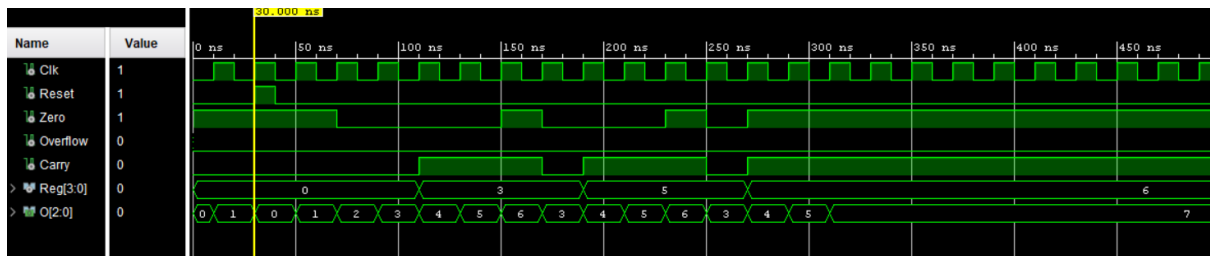 30.000 ns
Name Value 0 ns 50 ns 100 ns 150 ns 200 ns 250 ns 300 ns 350 ns 400 ns 450 ns
Clk 1
Reset 1
Zero 1
Overflow 0
Carry 0
> Reg[3:0] 0 0 3 5 6
> O[2:0] 0 0 1 0 1 2 3 4 5 6 3 4 5 6 3 4 5 7